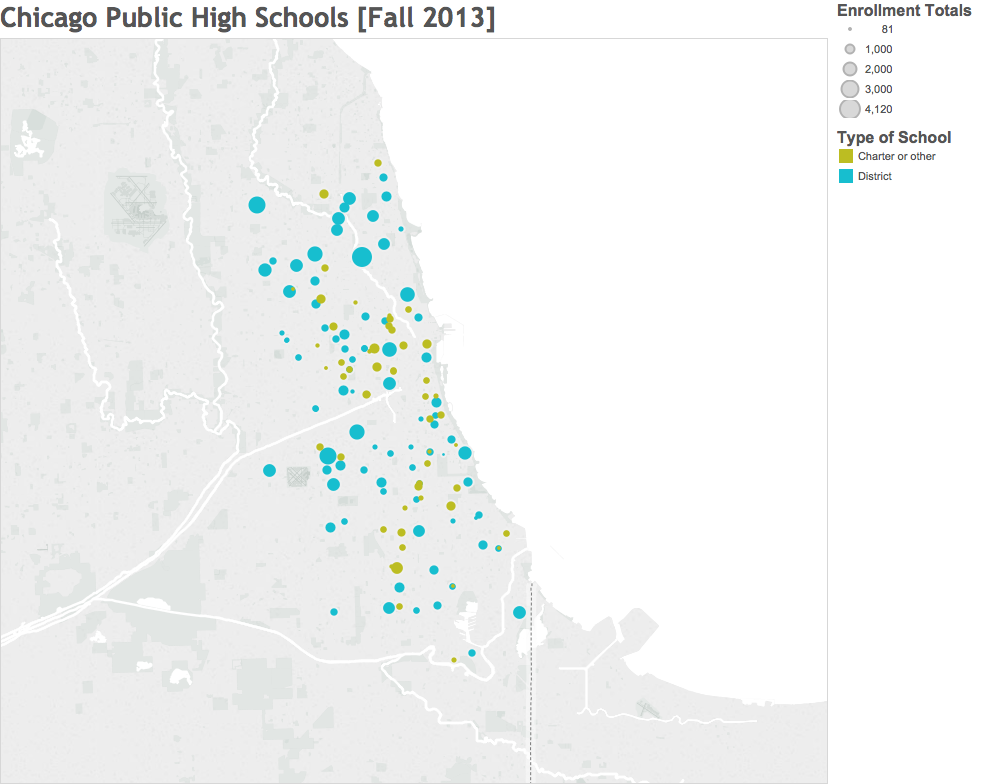 Chicago Public High Schools [Fall 2013]
Enrollment Totals
81
1,000
2,000
3,000
4,120
Type of School
Charter or other
District